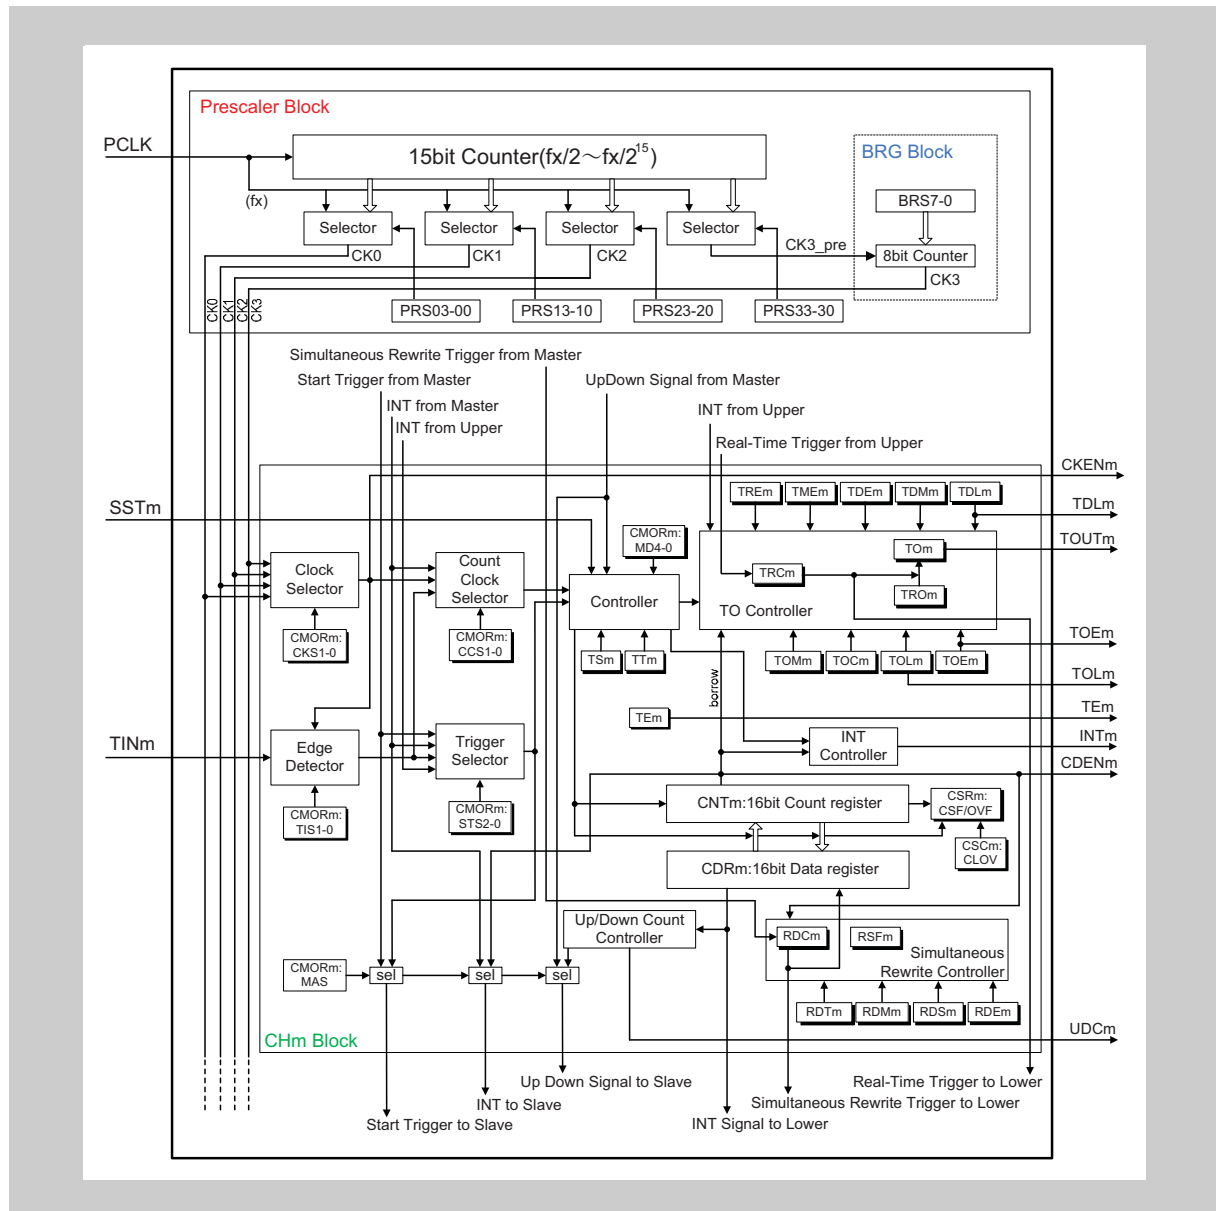 Prescaler Block
PCLK
15bit Counter(fx/2～fx/2^15)
BRG Block
(fx)
BRS7-0
Selector
Selector
Selector
Selector
CK3_pre
8bit Counter
CK0
CK1
CK2
CK3
CK0
CK1
CK2
CK3
PRS03-00
PRS13-10
PRS23-20
PRS33-30
Simultaneous Rewrite Trigger from Master
Start Trigger from Master
UpDown Signal from Master
INT from Master
INT from Upper
INT from Upper
Real-Time Trigger from Upper
CKENm
TREm
TMEm
TDEm
TDMm
TDLm
TDLm
SSTm
CMORm:
MD4-0
TOUTm
TOm
Clock
Selector
Count
Clock
Selector
TRCm
TROm
Controller
TO Controller
CMORm:
CKS1-0
CMORm:
CCS1-0
TSm
TTm
TOMm
TOCm
TOLm
TOEm
TOEm
TOLm
borrow
TEm
TEm
TINm
Edge
Detector
Trigger
Selector
INT
Controller
INTm
CDENm
CMORm:
TIS1-0
CMORm:
STS2-0
CNTm:16bit Count register
CSRm:
CSF/OVF
CSCm:
CLOV
CDRm:16bit Data register
Up/Down Count
Controller
RDCm
RSFm
Simultaneous
Rewrite Controller
CMORm:
MAS
sel
sel
sel
RDTm
RDMm
RDSm
RDEm
UDCm
CHm Block
Up Down Signal to Slave
Real-Time Trigger to Lower
INT to Slave
Simultaneous Rewrite Trigger to Lower
Start Trigger to Slave
INT Signal to Lower